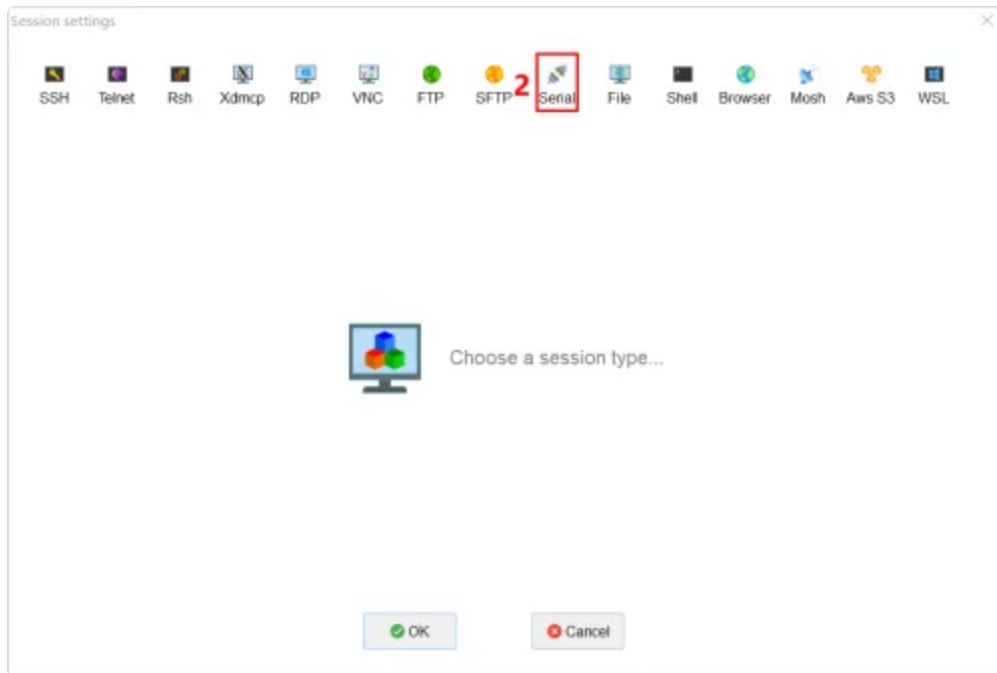 Session settings
SSH Telnet Rsh Xdmcp RDP VNC FTP SFTP 2 Serial File Shell Browser Mosh Aws S3 WSL
Choose a session type...
OK Cancel